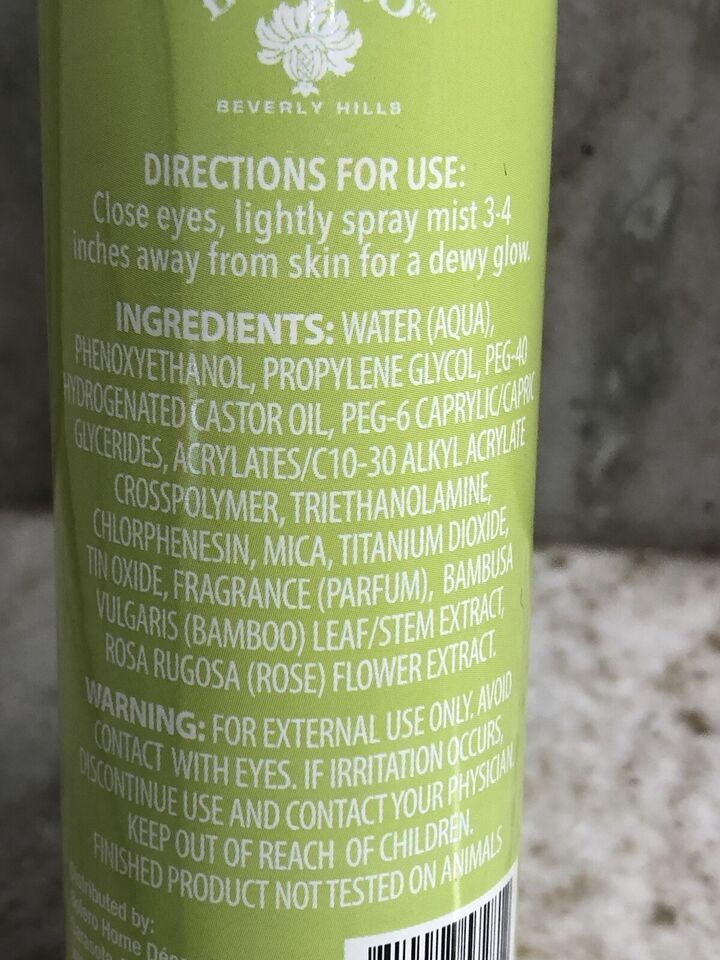 BEVERLY HILLS
DIRECTIONS FOR USE:
Close eyes, lightly spray mist 3-4
inches away from skin for a dewy glow.
INGREDIENTS: WATER (AQUA),
PHENOXYETHANOL, PROPYLENE GLYCOL, PEG-40
HYDROGENATED CASTOR OIL, PEG-6 CAPRYLIC/CAPRIC
GLYCERIDES, ACRYLATES/C10-30 ALKYL ACRYLATE
CROSSPOLYMER, TRIETHANOLAMINE,
CHLORPHENESIN, MICA, TITANIUM DIOXIDE,
TIN OXIDE, FRAGRANCE (PARFUM), BAMBUSA
VULGARIS (BAMBOO) LEAF/STEM EXTRACT,
ROSA RUGOSA (ROSE) FLOWER EXTRACT.
WARNING: FOR EXTERNAL USE ONLY. AVOID
CONTACT WITH EYES. IF IRRITATION OCCURS,
DISCONTINUE USE AND CONTACT YOUR PHYSICIAN.
KEEP OUT OF REACH OF CHILDREN.
FINISHED PRODUCT NOT TESTED ON ANIMALS
Distributed by:
Home